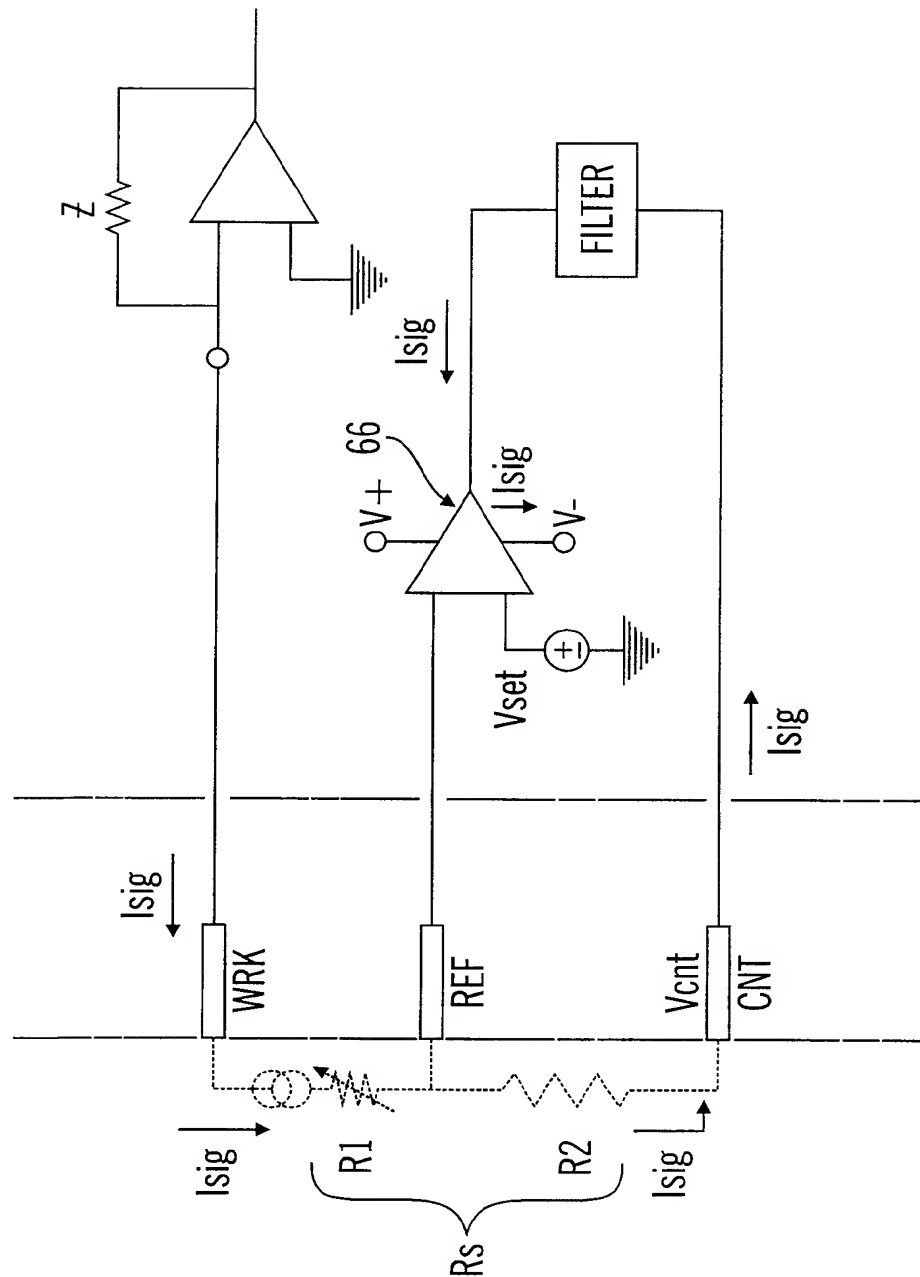 Z
Isig
66
V+
Isig
V-
FILTER
Vset
+-
Isig
Isig
WRK
REF
Vcnt
CNT
Isig
R1
R2
Isig
Rs